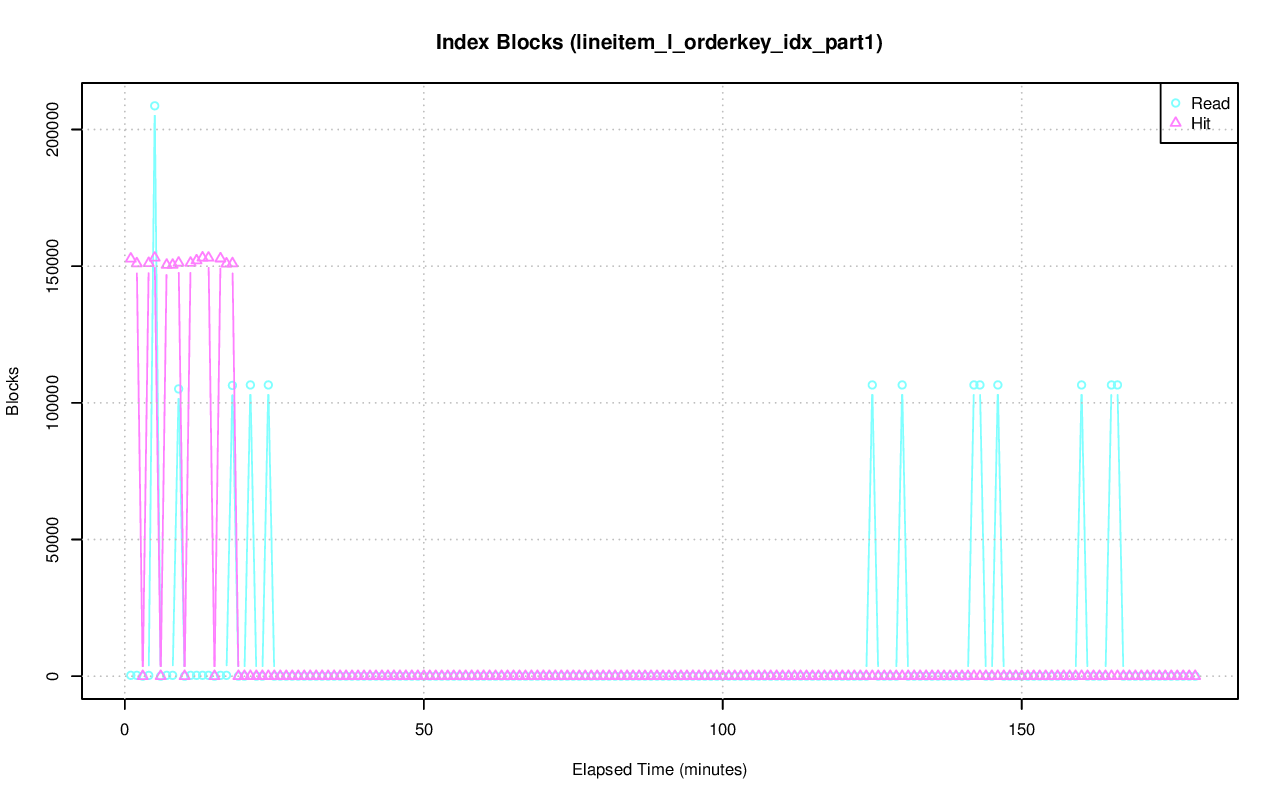 Index Blocks (lineitem_l_orderkey_idx_part1)
Read
Hit
200000
150000
100000
50000
0
Blocks
0 50 100 150
Elapsed Time (minutes)